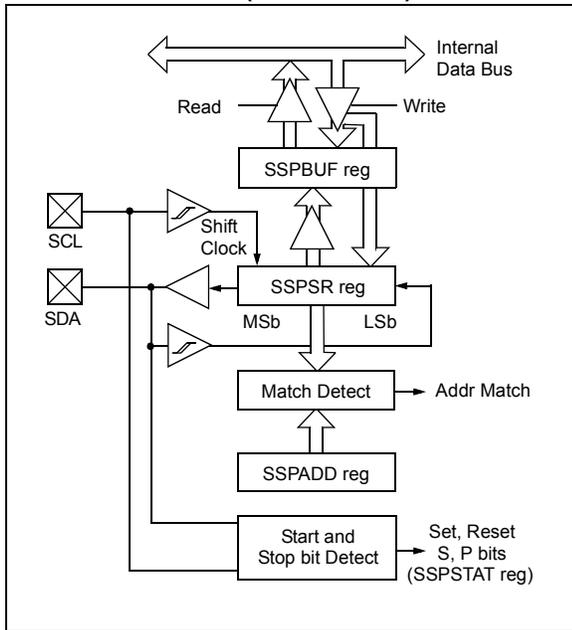 Internal
Data Bus
Read
Write
SSPBUF reg
SCL
Shift
Clock
SSPSR reg
SDA
MSb
LSb
Match Detect
Addr Match
SSPADD reg
Start and
Stop bit Detect
Set, Reset
S, P bits
(SSPSTAT reg)